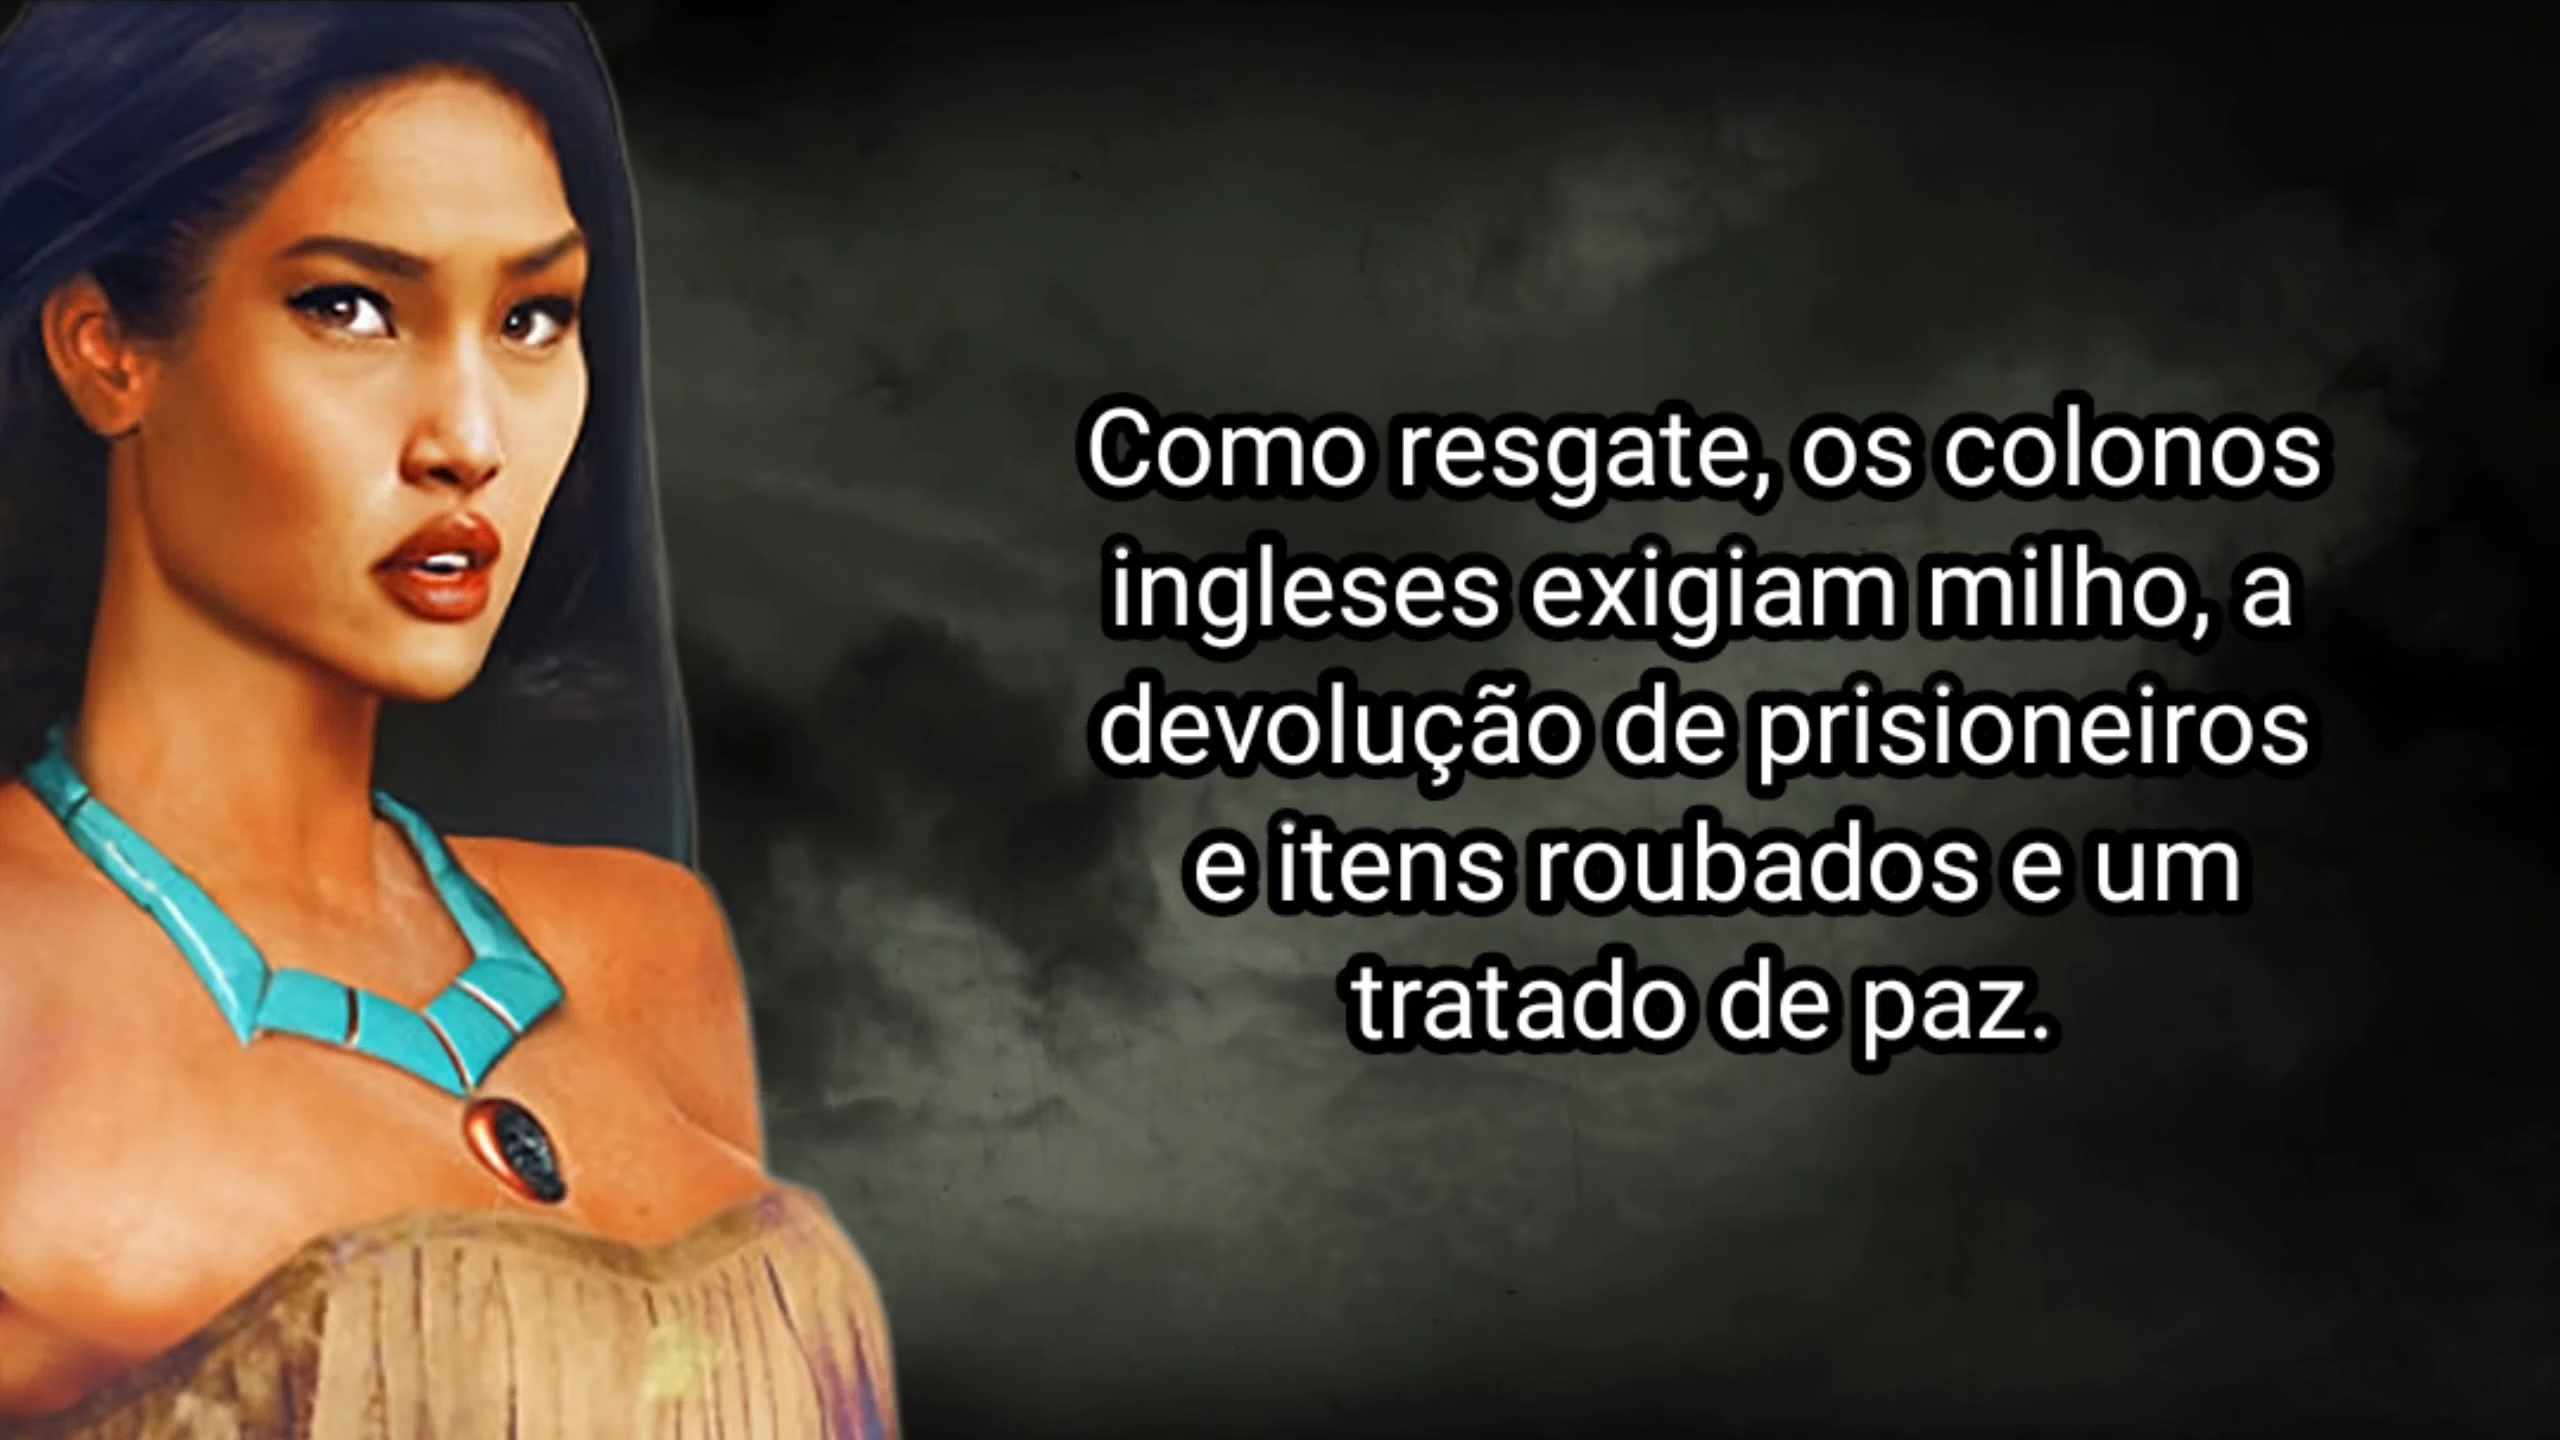 Como resgate, os colonos
ingleses exigiam milho, a
devolução de prisioneiros
e itens roubados e um
tratado de paz.